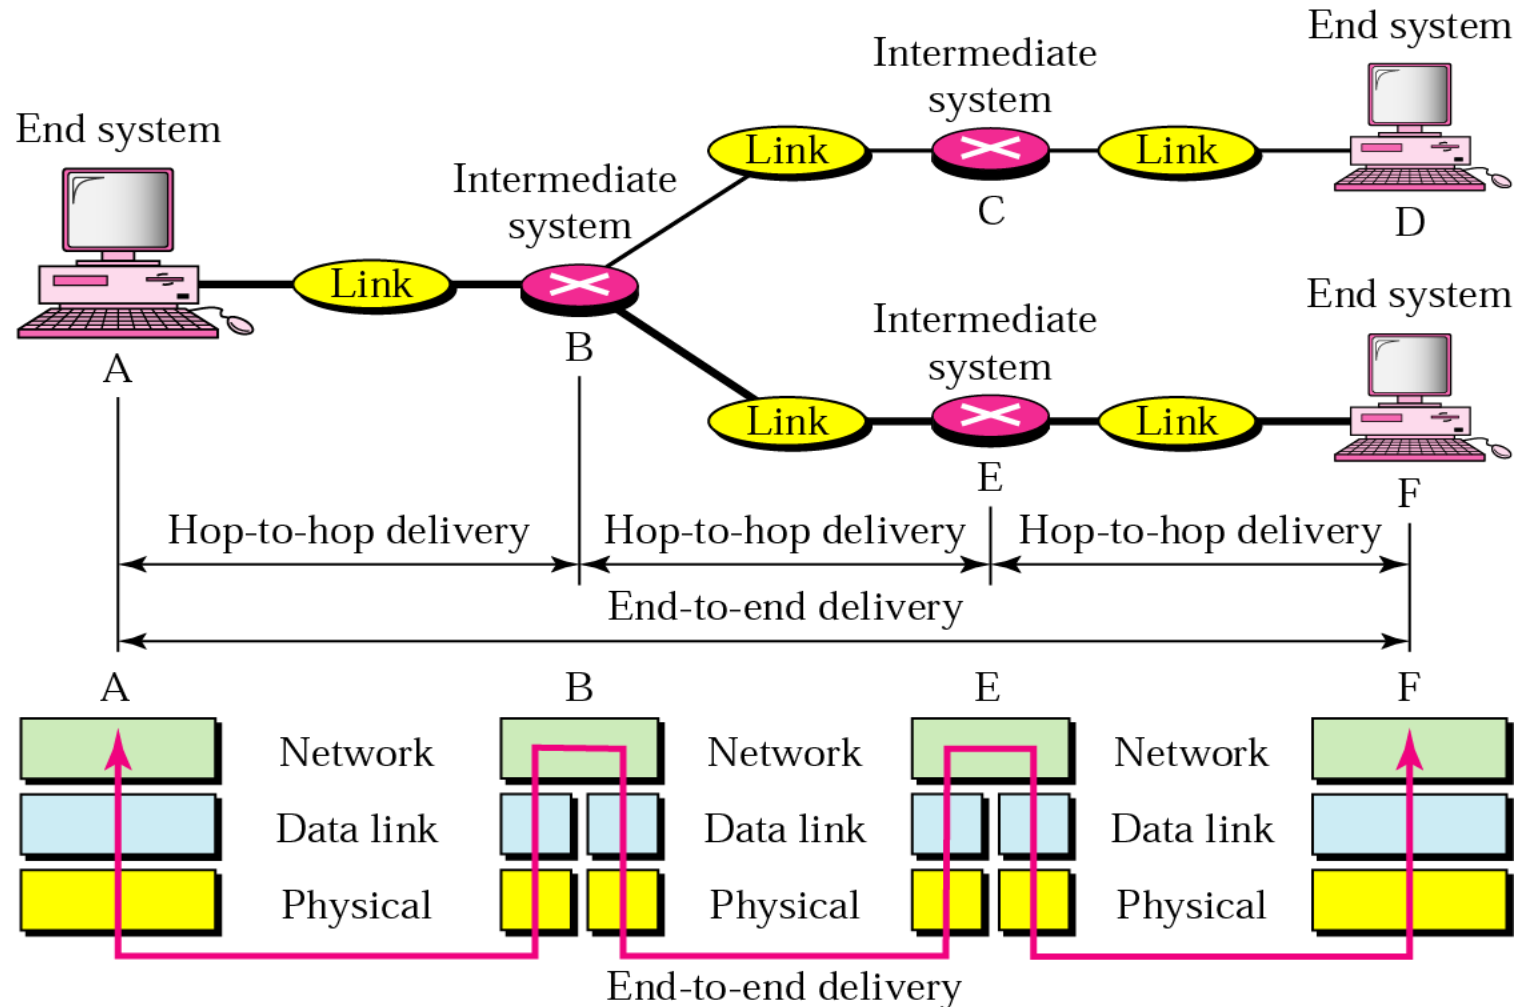 End system
Intermediate
system
Link
Link
C
D
End system
Intermediate
system
Link
A
B
End system
Intermediate
system
Link
Link
E
F
Hop-to-hop delivery
Hop-to-hop delivery
Hop-to-hop delivery
End-to-end delivery
A
B
E
F
Network
Network
Network
Data link
Data link
Data link
Physical
Physical
Physical
End-to-end delivery